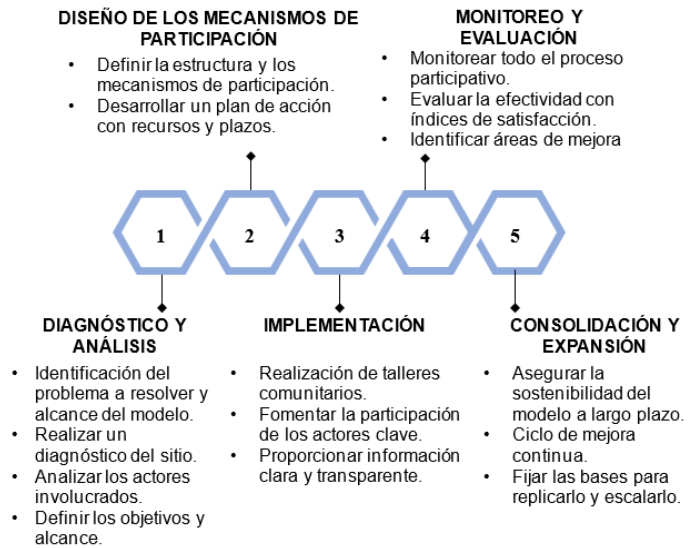 DISEÑO DE LOS MECANISMOS DE
PARTICIPACIÓN
• Definir la estructura y los
mecanismos de participación.
• Desarrollar un plan de acción
con recursos y plazos.
MONITOREO Y
EVALUACIÓN
• Monitorear todo el proceso
participativo.
• Evaluar la efectividad con
índices de satisfacción.
• Identificar áreas de mejora
1
2
3
4
5
DIAGNÓSTICO Y
ANÁLISIS
• Identificación del
problema a resolver y
alcance del modelo.
• Realizar un
diagnóstico del sitio.
• Analizar los actores
involucrados.
• Definir los objetivos y
alcance.
IMPLEMENTACIÓN
• Realización de talleres
comunitarios.
• Fomentar la participación
de los actores clave.
• Proporcionar información
clara y transparente.
CONSOLIDACIÓN Y
EXPANSIÓN
• Asegurar la
sostenibilidad del
modelo a largo plazo.
• Ciclo de mejora
continua.
• Fijar las bases para
replicarlo y escalarlo.